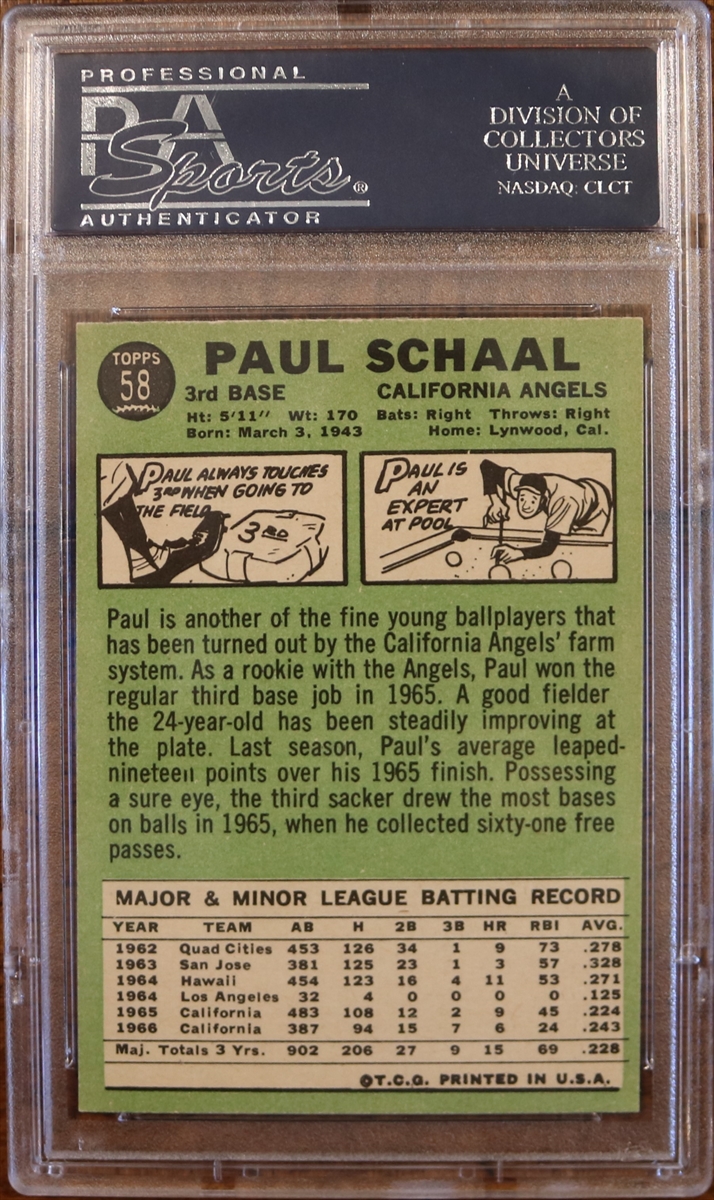 PROFESSIONAL
PSA
Sports®
AUTHENTICATOR
A
DIVISION OF
COLLECTORS
UNIVERSE
NASDAQ: CLCT
TOPPS
58
PAUL SCHAAL
3rd BASE CALIFORNIA ANGELS
Ht: 5'11" Wt: 170 Bats: Right Throws: Right
Born: March 3, 1943 Home: Lynwood, Cal.
PAUL ALWAYS TOUCHES
3RD WHEN GOING TO
THE FIELD
3RD
PAUL IS
AN
EXPERT
AT POOL
Paul is another of the fine young ballplayers that
has been turned out by the California Angels' farm
system. As a rookie with the Angels, Paul won the
regular third base job in 1965. A good fielder
the 24-year-old has been steadily improving at
the plate. Last season, Paul's average leaped-
nineteen points over his 1965 finish. Possessing
a sure eye, the third sacker drew the most bases
on balls in 1965, when he collected sixty-one free
passes.
MAJOR & MINOR LEAGUE BATTING RECORD
YEAR TEAM AB H 2B 3B HR RBI AVG.
1962 Quad Cities 453 126 34 1 9 73 .278
1963 San Jose 381 125 23 1 3 57 .328
1964 Hawaii 454 123 16 4 11 53 .271
1964 Los Angeles 32 4 0 0 0 0 .125
1965 California 483 108 12 2 9 45 .224
1966 California 387 94 15 7 6 24 .243
Maj. Totals 3 Yrs. 902 206 27 9 15 69 .228
©T.C.G. PRINTED IN U.S.A.